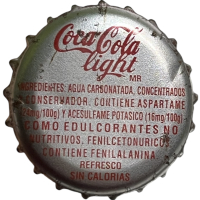 Coca-Cola
light
MR
INGREDIENTES: AGUA CARBONATADA, CONCENTRADOS
CONSERVADOR. CONTIENE ASPARTAME
(24mg/100g) Y ACESULFAME POTASICO (16mg/100g)
COMO EDULCORANTES NO
NUTRITIVOS. FENILCETONURICOS:
CONTIENE FENILALANINA
REFRESCO
SIN CALORIAS